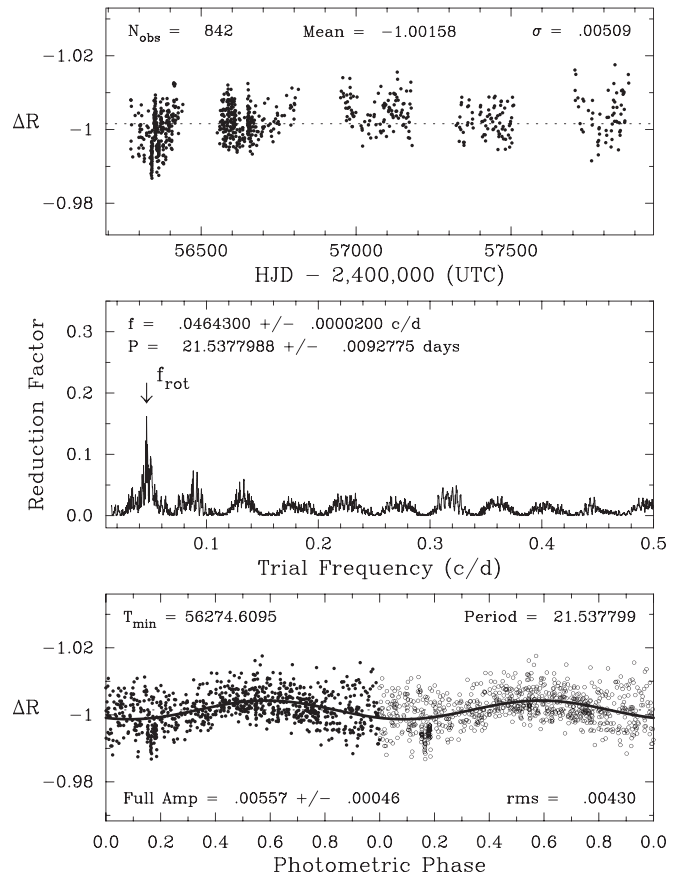 N_obs = 842 Mean = −1.00158 σ = .00509
−1.02
ΔR
−1
−0.98
56500 57000 57500
HJD − 2,400,000 (UTC)
f = .0464300 +/− .0000200 c/d
P = 21.5377988 +/− .0092775 days
f_rot
0.3
0.2
0.1
0.0
Reduction Factor
0.1 0.2 0.3 0.4 0.5
Trial Frequency (c/d)
T_min = 56274.6095 Period = 21.537799
−1.02
ΔR
−1
−0.98
Full Amp = .00557 +/− .00046 rms = .00430
0.0 0.2 0.4 0.6 0.8 0.0 0.2 0.4 0.6 0.8 0.0
Photometric Phase